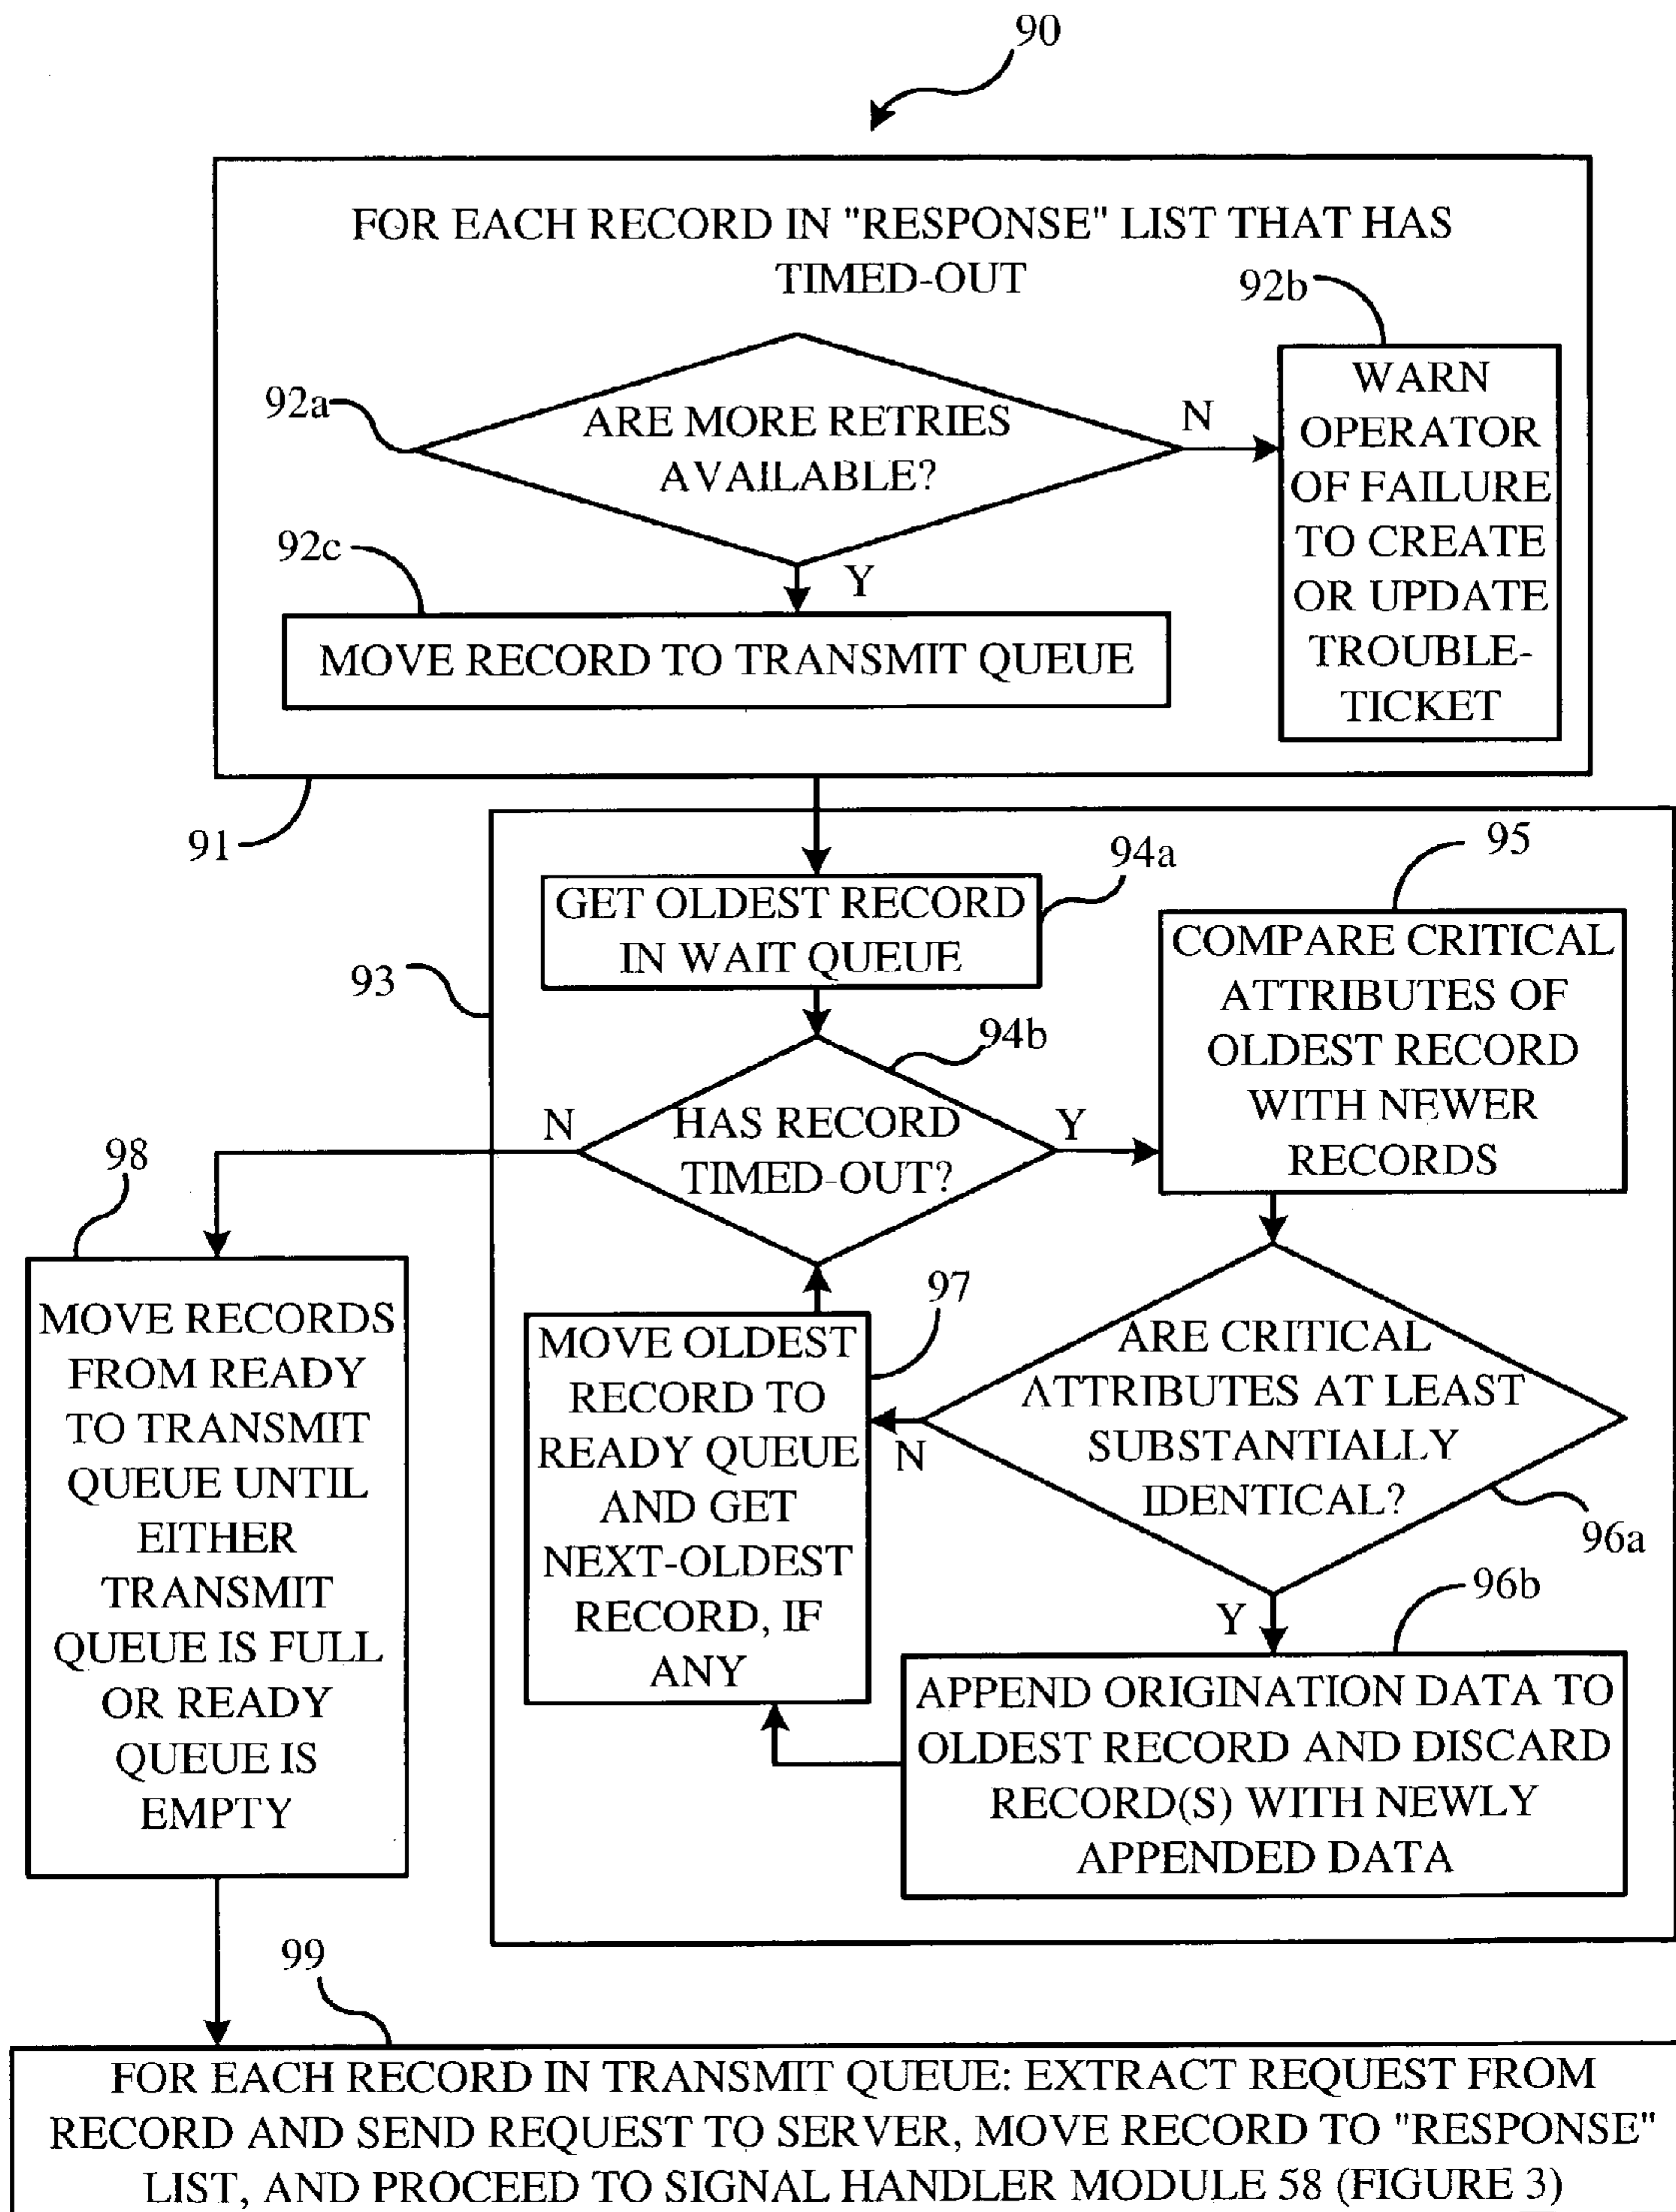 90
FOR EACH RECORD IN "RESPONSE" LIST THAT HAS
TIMED-OUT
92b
92a
ARE MORE RETRIES
AVAILABLE?
N
WARN
OPERATOR
OF FAILURE
TO CREATE
OR UPDATE
TROUBLE-
TICKET
92c
Y
MOVE RECORD TO TRANSMIT QUEUE
91
94a
95
GET OLDEST RECORD
IN WAIT QUEUE
93
COMPARE CRITICAL
ATTRIBUTES OF
OLDEST RECORD
WITH NEWER
RECORDS
94b
N
HAS RECORD
TIMED-OUT?
Y
98
MOVE RECORDS
FROM READY
TO TRANSMIT
QUEUE UNTIL
EITHER
TRANSMIT
QUEUE IS FULL
OR READY
QUEUE IS
EMPTY
97
MOVE OLDEST
RECORD TO
READY QUEUE
AND GET
NEXT-OLDEST
RECORD, IF
ANY
ARE CRITICAL
ATTRIBUTES AT LEAST
SUBSTANTIALLY
IDENTICAL?
N
96a
96b
Y
APPEND ORIGINATION DATA TO
OLDEST RECORD AND DISCARD
RECORD(S) WITH NEWLY
APPENDED DATA
99
FOR EACH RECORD IN TRANSMIT QUEUE: EXTRACT REQUEST FROM
RECORD AND SEND REQUEST TO SERVER, MOVE RECORD TO "RESPONSE"
LIST, AND PROCEED TO SIGNAL HANDLER MODULE 58 (FIGURE 3)